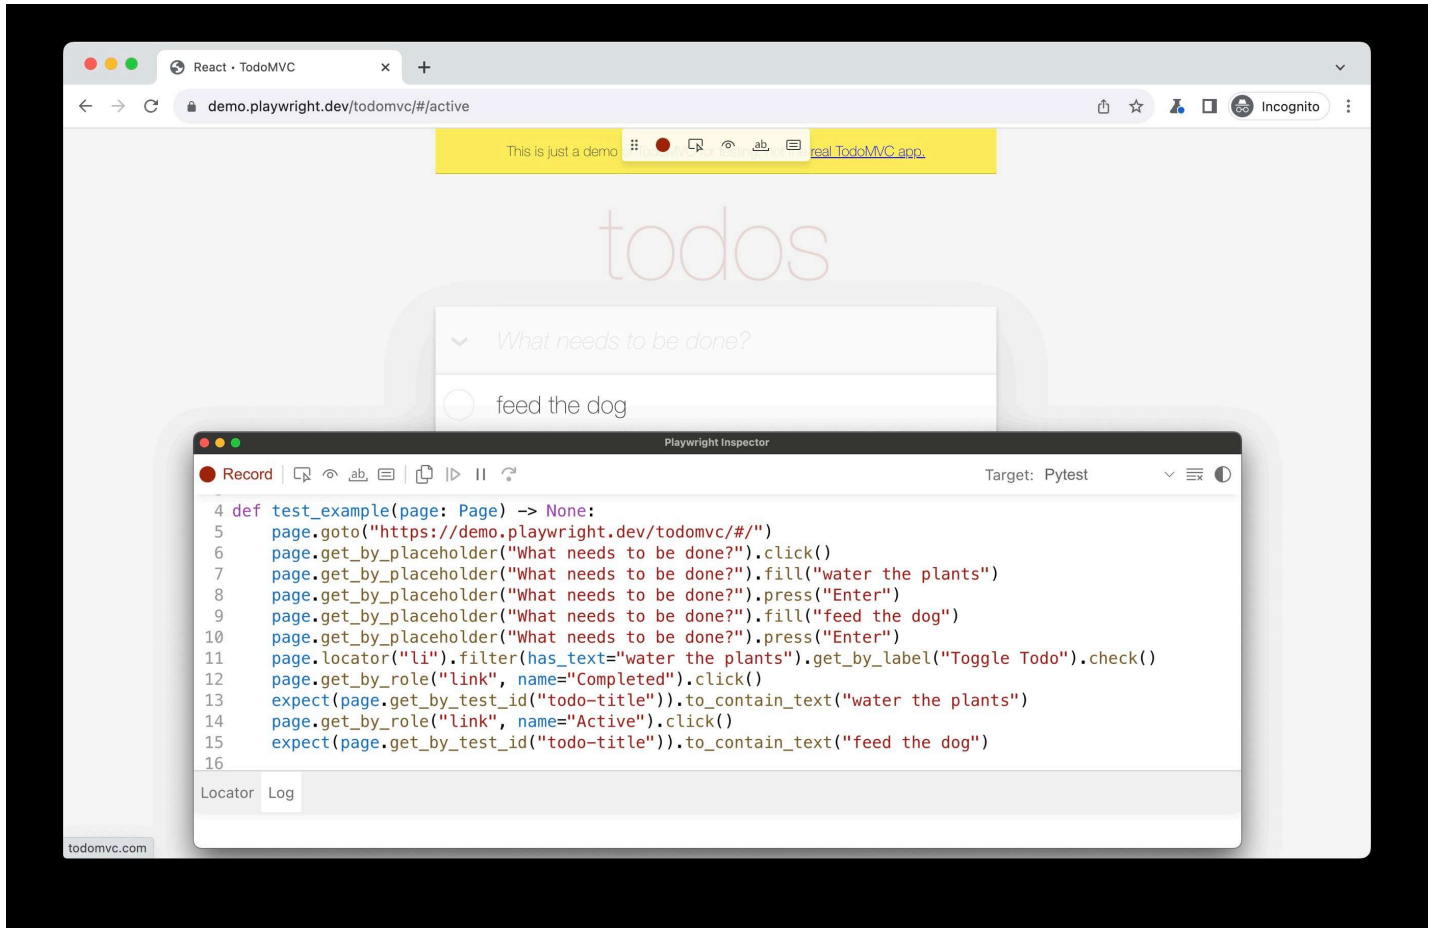 React · TodoMVC
demo.playwright.dev/todomvc/#/active
Incognito
This is just a demo
real TodoMVC app.
todos
What needs to be done?
feed the dog
Playwright Inspector
Record
Target: Pytest
4 def test_example(page: Page) -> None:
5 page.goto("https://demo.playwright.dev/todomvc/#/")
6 page.get_by_placeholder("What needs to be done?").click()
7 page.get_by_placeholder("What needs to be done?").fill("water the plants")
8 page.get_by_placeholder("What needs to be done?").press("Enter")
9 page.get_by_placeholder("What needs to be done?").fill("feed the dog")
10 page.get_by_placeholder("What needs to be done?").press("Enter")
11 page.locator("li").filter(has_text="water the plants").get_by_label("Toggle Todo").check()
12 page.get_by_role("link", name="Completed").click()
13 expect(page.get_by_test_id("todo-title")).to_contain_text("water the plants")
14 page.get_by_role("link", name="Active").click()
15 expect(page.get_by_test_id("todo-title")).to_contain_text("feed the dog")
16
Locator Log
todomvc.com